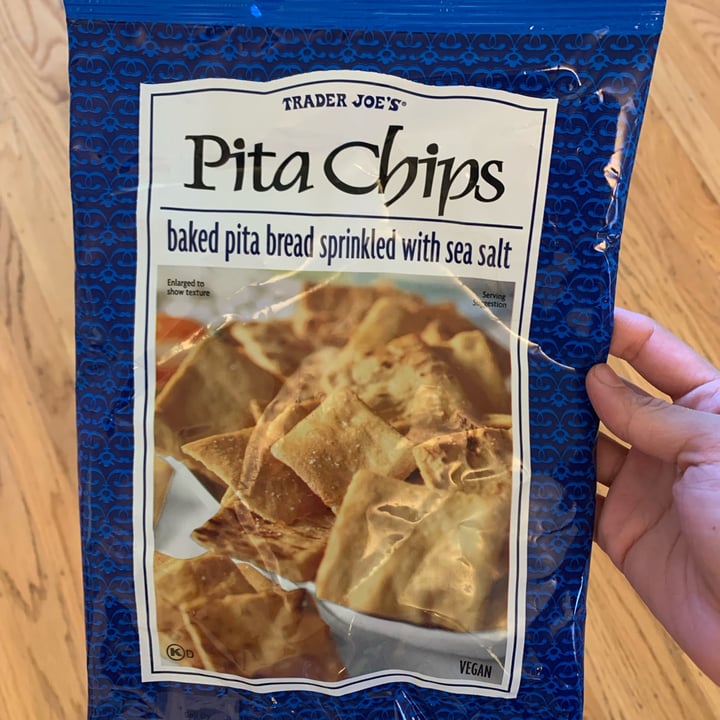 TRADER JOE'S®
Pita Chips
baked pita bread sprinkled with sea salt
Enlarged to
show texture
Serving
Suggestion
K D
VEGAN